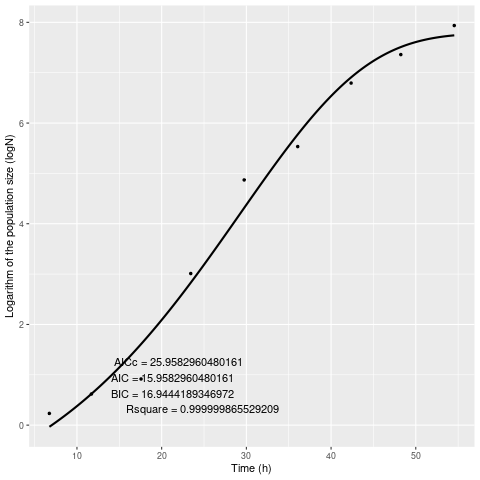 8
6
4
2
0
Logarithm of the population size (logN)
AICc = 25.9582960480161
AIC = 15.9582960480161
BIC = 16.9444189346972
Rsquare = 0.999999865529209
10 20 30 40 50
Time (h)